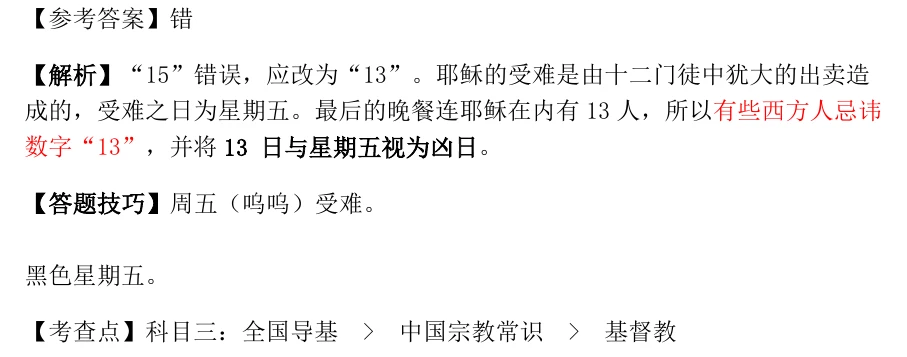 【参考答案】错
【解析】“15”错误，应改为“13”。耶稣的受难是由十二门徒中犹大的出卖造
成的，受难之日为星期五。最后的晚餐连耶稣在内有 13 人，所以有些西方人忌讳
数字“13”，并将 13 日与星期五视为凶日。
【答题技巧】周五（呜呜）受难。
黑色星期五。
【考查点】科目三：全国导基 > 中国宗教常识 > 基督教